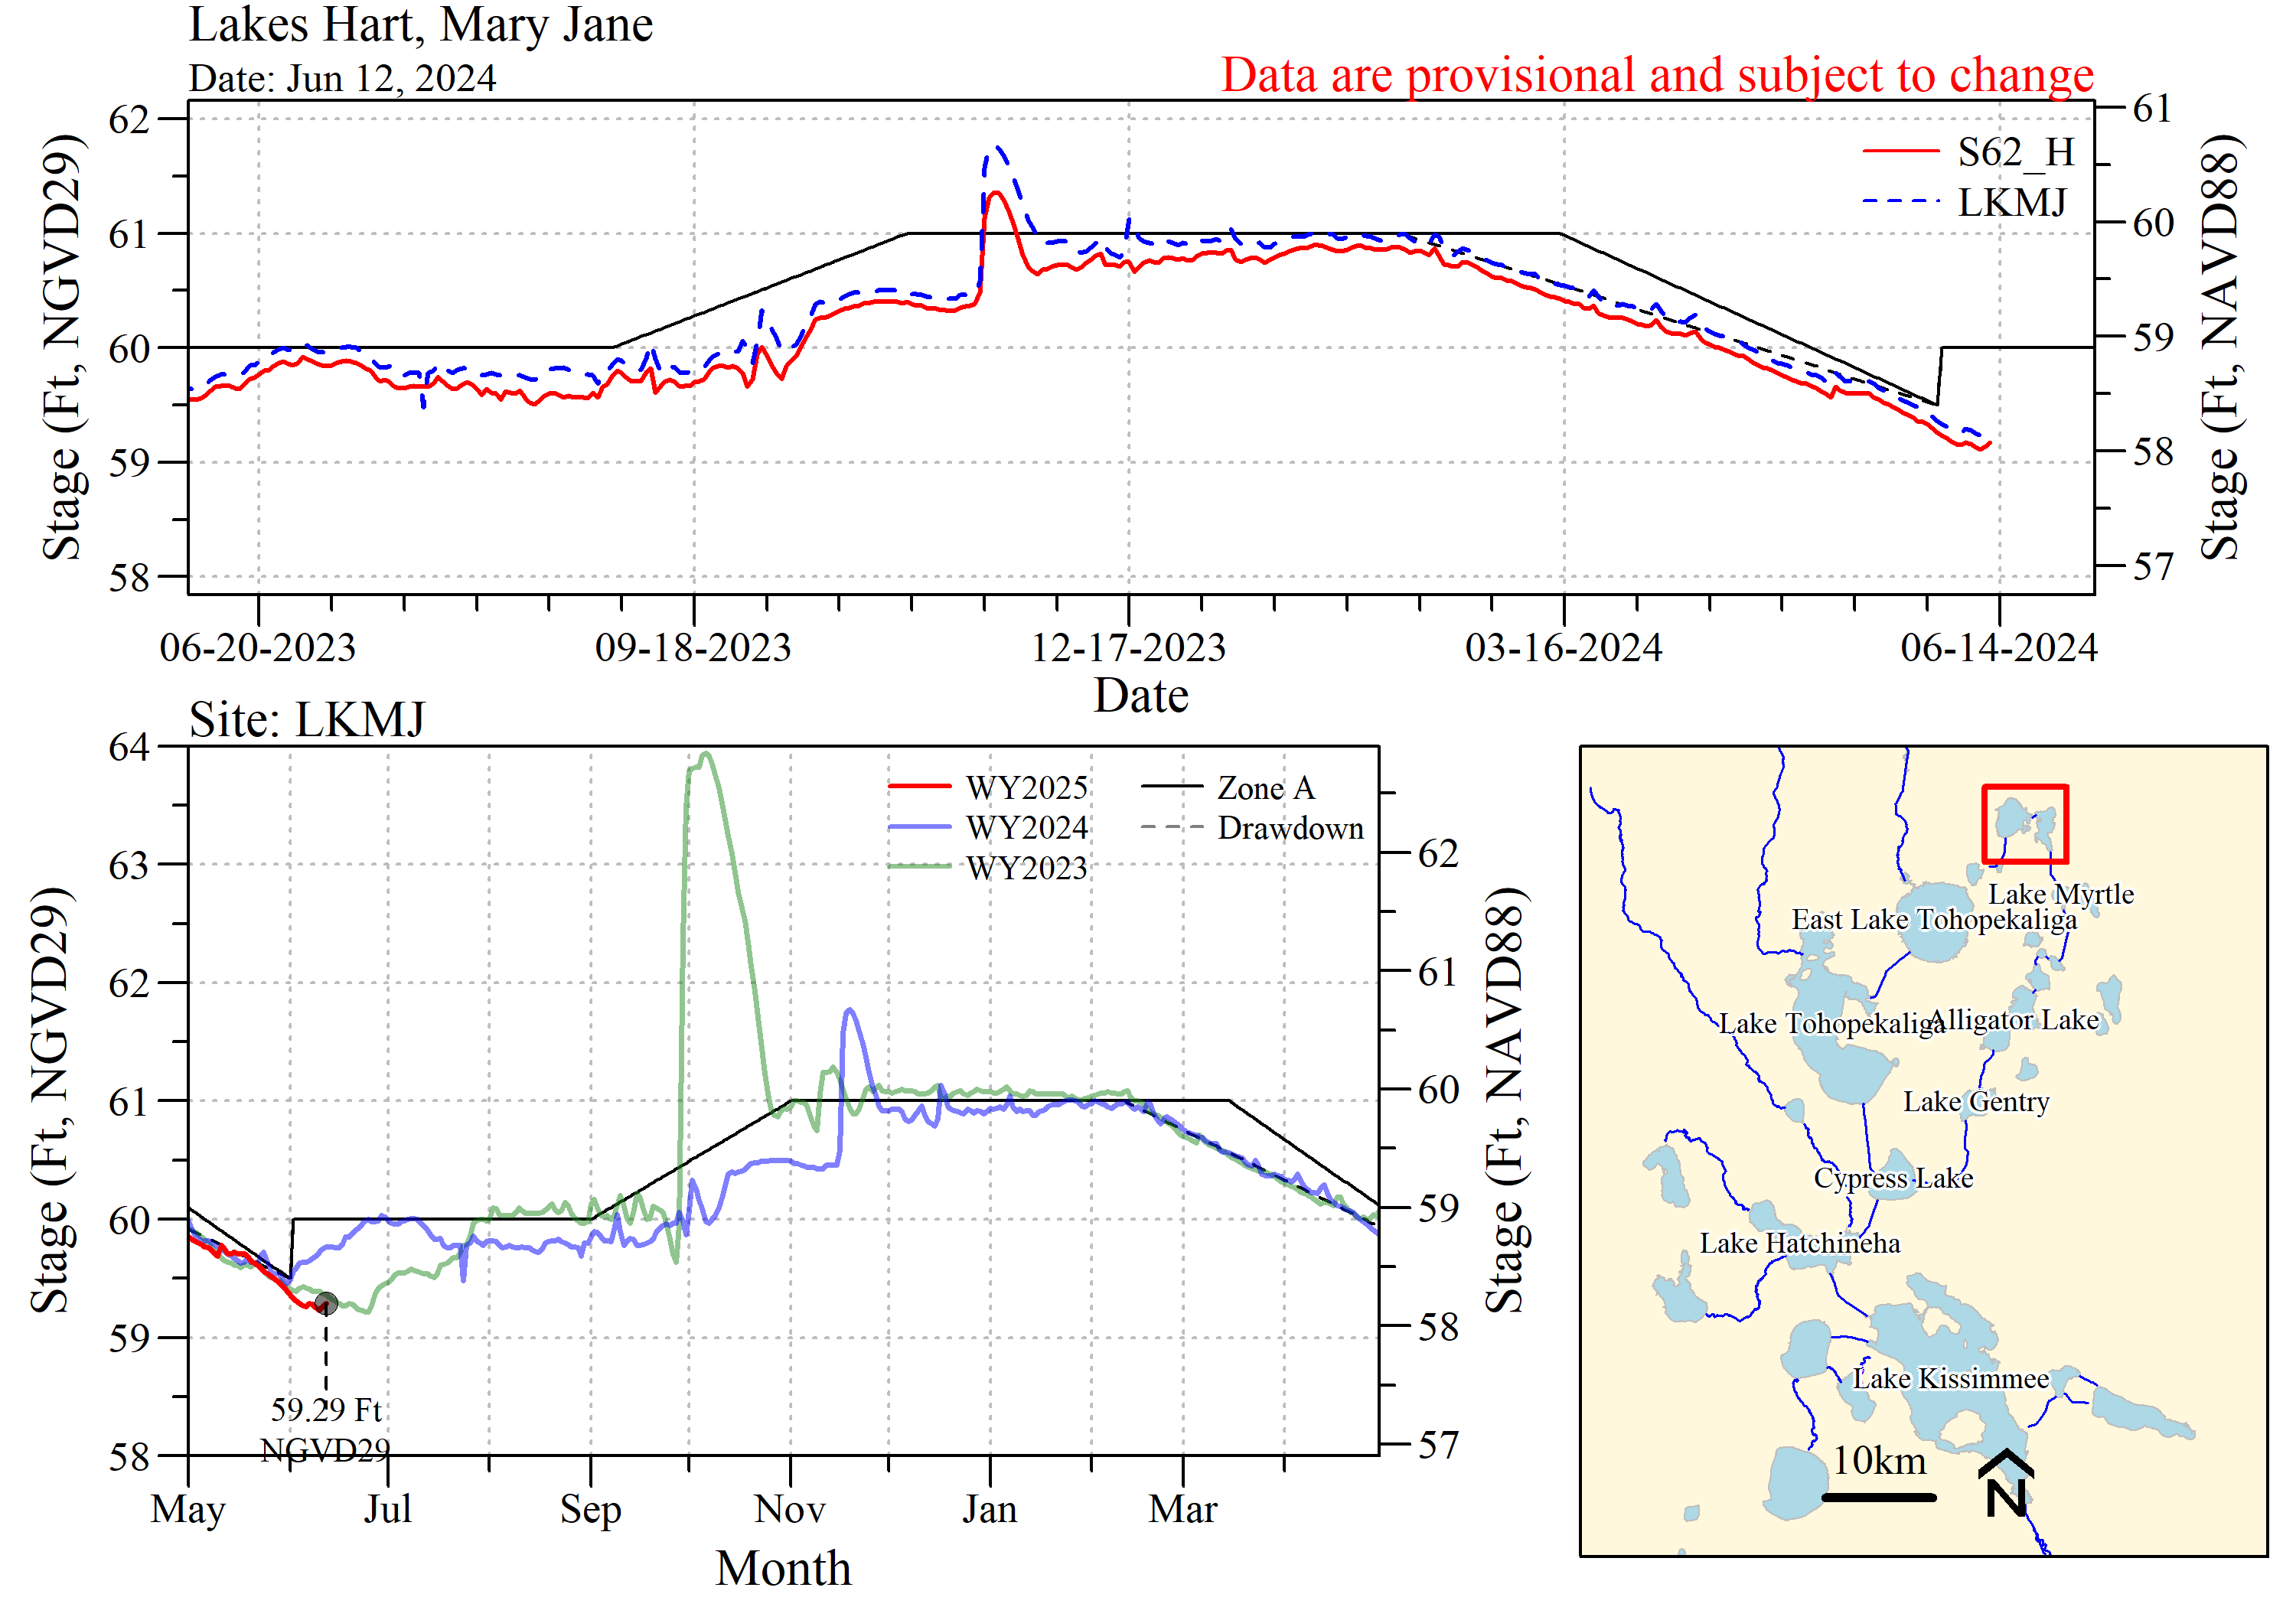 Lakes Hart, Mary Jane
Date: Jun 12, 2024
Data are provisional and subject to change
62
61
60
59
58
Stage (Ft, NGVD29)
61
60
59
58
57
Stage (Ft, NAVD88)
S62_H
LKMJ
06-20-2023
09-18-2023
12-17-2023
03-16-2024
06-14-2024
Date
Site: LKMJ
64
63
62
61
60
59
58
Stage (Ft, NGVD29)
WY2025
WY2024
WY2023
Zone A
Drawdown
62
61
60
59
58
57
Stage (Ft, NAVD88)
59.29 Ft
NGVD29
May
Jul
Sep
Nov
Jan
Mar
Month
Lake Myrtle
East Lake Tohopekaliga
Lake Tohopekaliga
Alligator Lake
Lake Gentry
Cypress Lake
Lake Hatchineha
Lake Kissimmee
10km
N